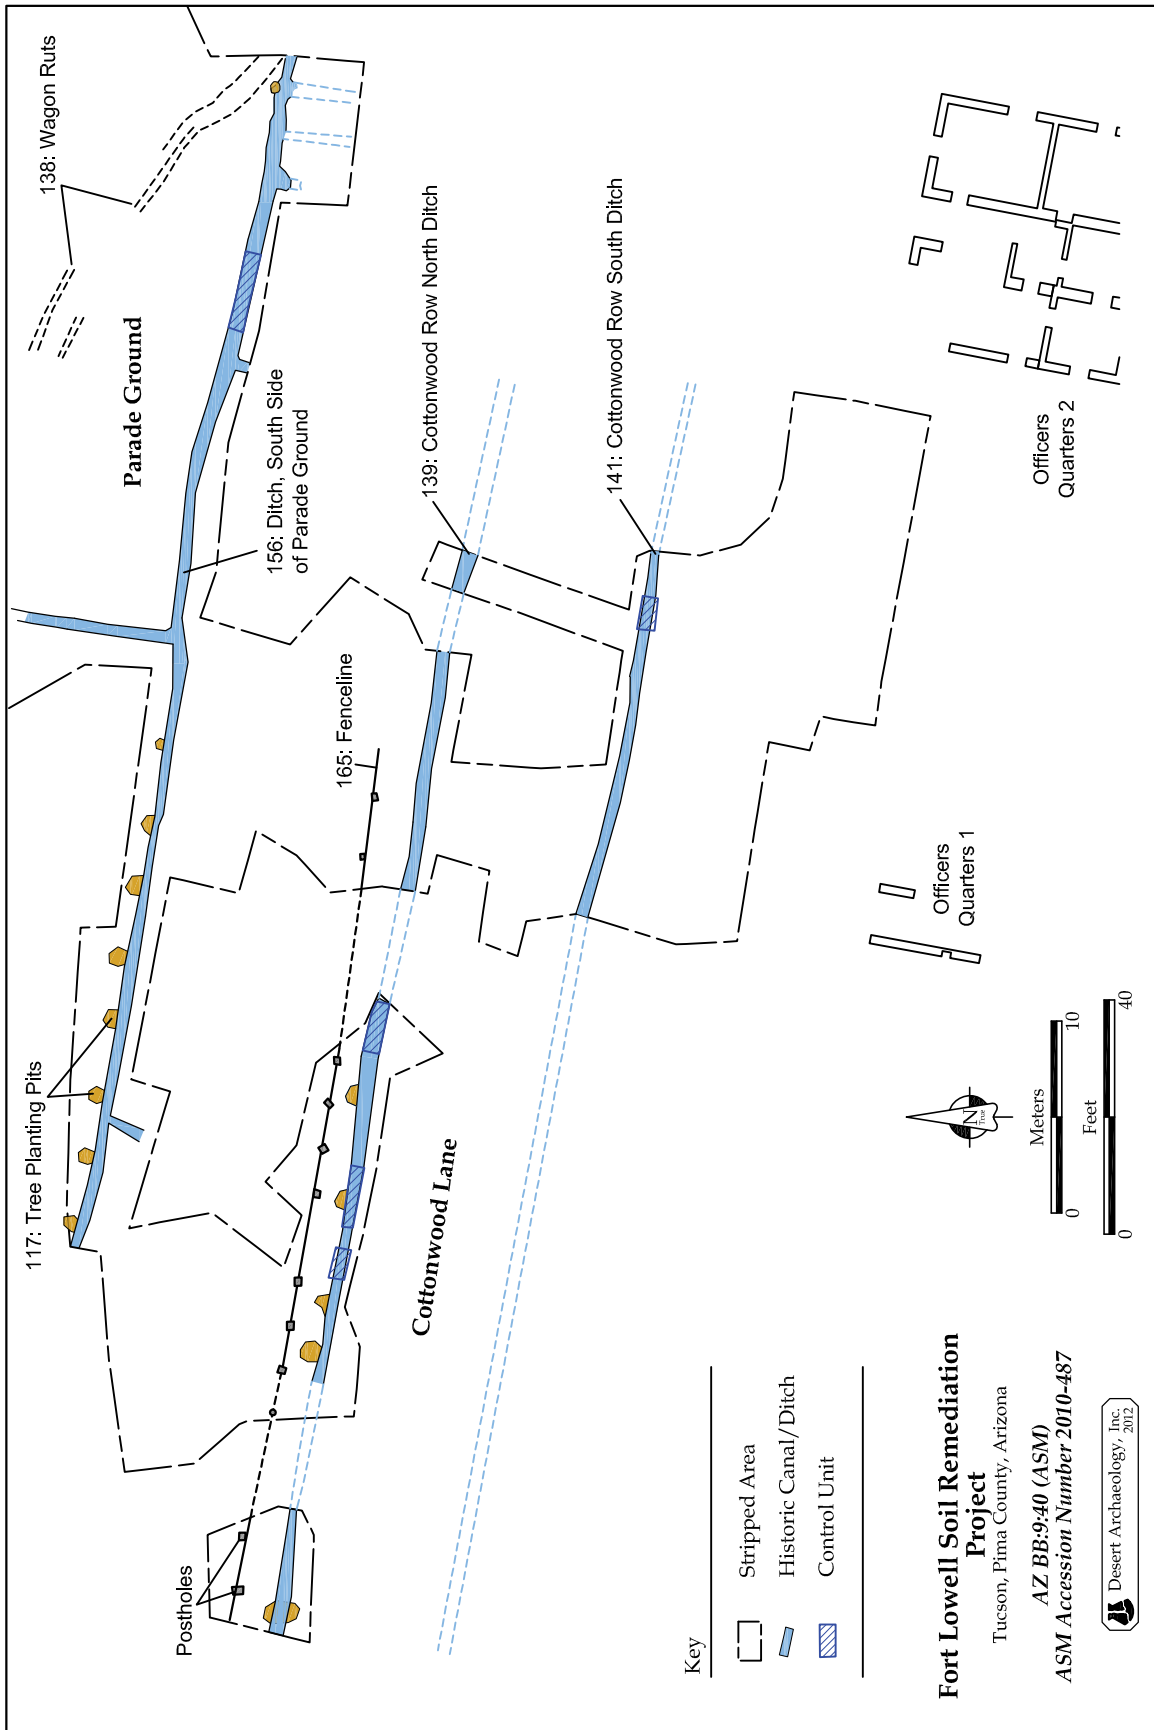 117: Tree Planting Pits
138: Wagon Ruts
Parade Ground
156: Ditch, South Side
of Parade Ground
Postholes
165: Fenceline
139: Cottonwood Row North Ditch
Cottonwood Lane
141: Cottonwood Row South Ditch
Key
Stripped Area
Historic Canal/Ditch
Control Unit
Officers
Quarters 1
Officers
Quarters 2
N
True
Meters
0 10
Feet
0 40
Fort Lowell Soil Remediation
Project
Tucson, Pima County, Arizona
AZ BB:9:40 (ASM)
ASM Accession Number 2010-487
Desert Archaeology, Inc.
2012